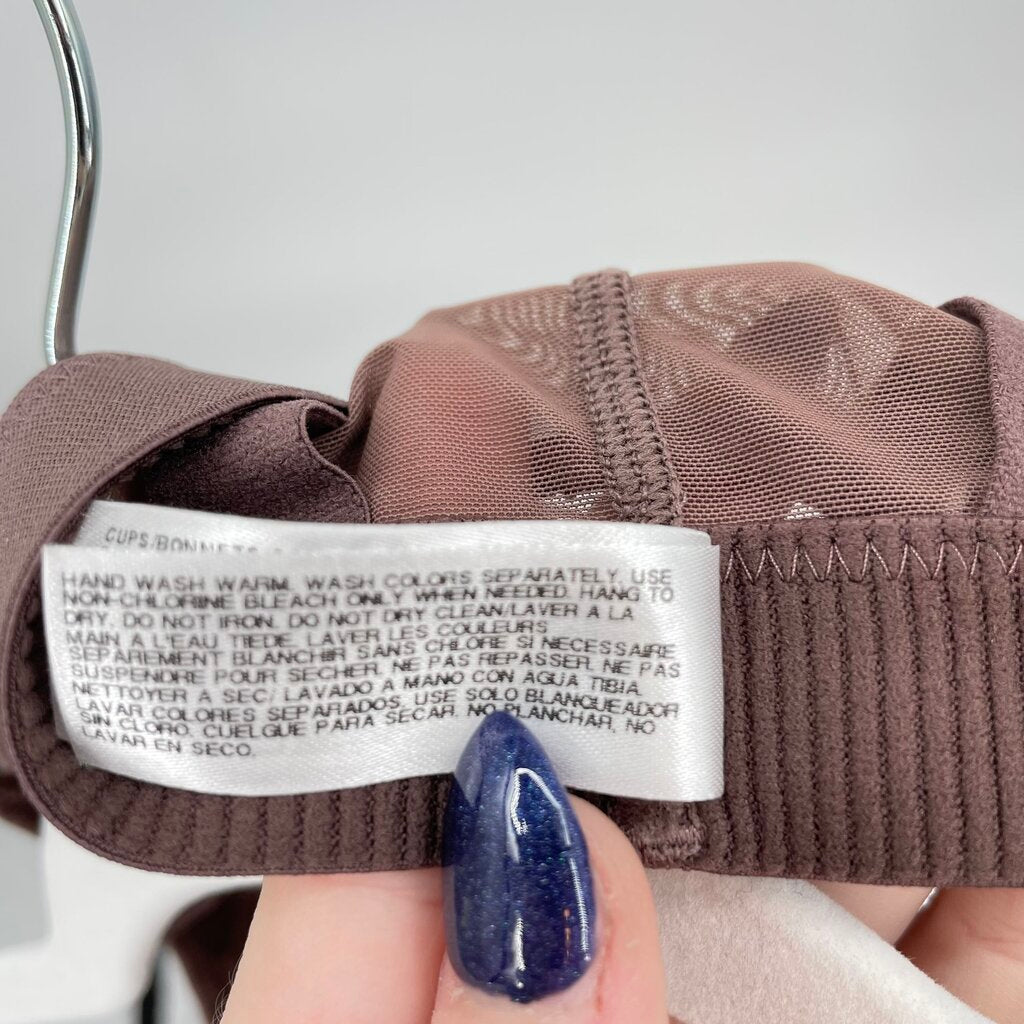 CUPS/BONNETS
HAND WASH WARM. WASH COLORS SEPARATELY. USE
NON-CHLORINE BLEACH ONLY WHEN NEEDED. HANG TO
DRY. DO NOT IRON. DO NOT DRY CLEAN/LAVER A LA
MAIN A L'EAU TIEDE. LAVER LES COULEURS
SEPAREMENT BLANCHIR SANS CHLORE SI NECESSAIRE
SUSPENDRE POUR SECHER. NE PAS REPASSER. NE PAS
NETTOYER A SEC/ LAVADO A MANO CON AGUA TIBIA.
LAVAR COLORES SEPARADOS. USE SOLO BLANQUEADOR
SIN CLORO. CUELGUE PARA SECAR. NO PLANCHAR, NO
LAVAR EN SECO.